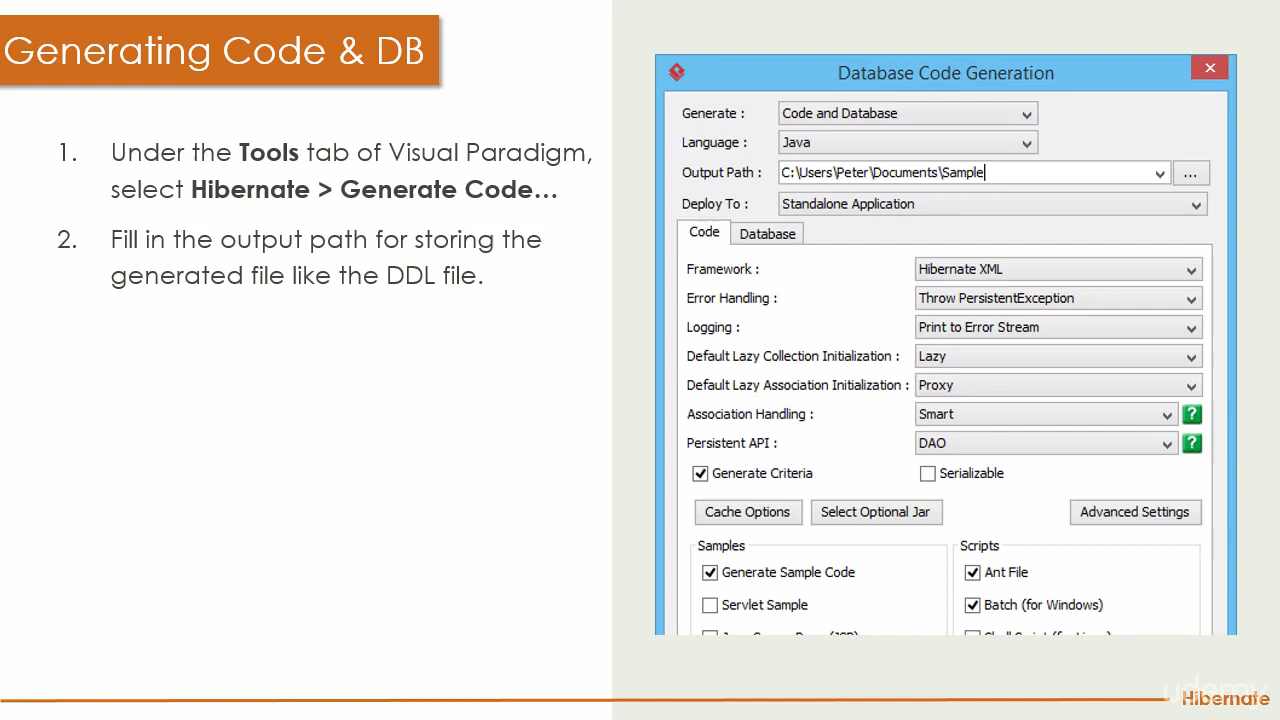 Generating Code & DB
1. Under the Tools tab of Visual Paradigm,
select Hibernate > Generate Code…
2. Fill in the output path for storing the
generated file like the DDL file.
Database Code Generation
Generate : Code and Database
Language : Java
Output Path : C:\Users\Peter\Documents\Sample ...
Deploy To : Standalone Application
Code Database
Framework : Hibernate XML
Error Handling : Throw PersistentException
Logging : Print to Error Stream
Default Lazy Collection Initialization : Lazy
Default Lazy Association Initialization : Proxy
Association Handling : Smart ?
Persistent API : DAO ?
Generate Criteria Serializable
Cache Options Select Optional Jar Advanced Settings
Samples Scripts
Generate Sample Code Ant File
Servlet Sample Batch (for Windows)
udemy
Hibernate